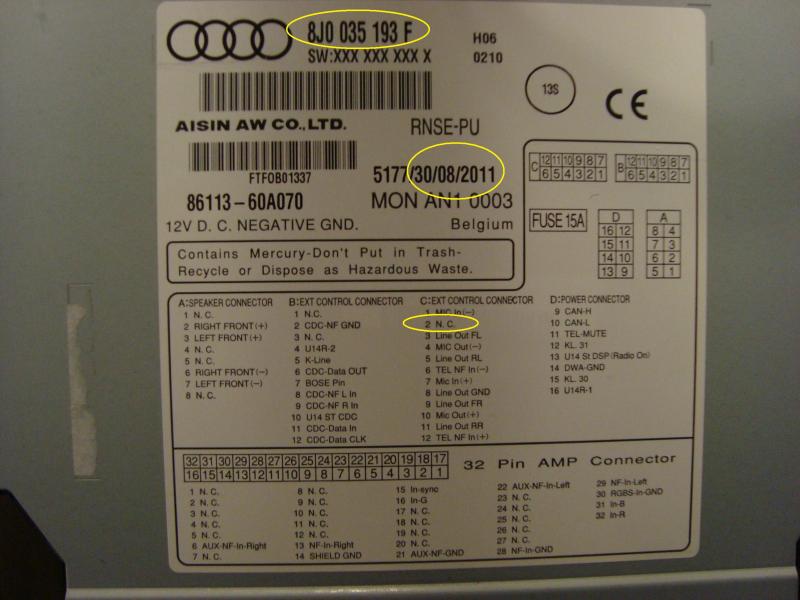 8J0 035 193 F
SW:XXX XXX XXX X
H06
0210
13S
CE
AISIN AW CO.,LTD.
RNSE-PU
FTFOB01337
5177/30/08/2011
86113-60A070
MON AN1 0003
12V D. C. NEGATIVE GND.
Belgium
Contains Mercury-Don't Put in Trash-
Recycle or Dispose as Hazardous Waste.
C 12 11 10 9 8 7
6 5 4 3 2 1
B 12 11 10 9 8 7
6 5 4 3 2 1
FUSE 15A
D
16 12
15 11
14 10
13 9
A
8 4
7 3
6 2
5 1
A:SPEAKER CONNECTOR
1 N. C.
2 RIGHT FRONT(+)
3 LEFT FRONT(+)
4 N. C.
5 N. C.
6 RIGHT FRONT(-)
7 LEFT FRONT(-)
8 N. C.
B:EXT CONTROL CONNECTOR
1 N.C.
2 CDC-NF GND
3 N. C.
4 U14R-2
5 K-Line
6 CDC-Data OUT
7 BOSE Pin
8 CDC-NF L In
9 CDC-NF R In
10 U14 ST CDC
11 CDC-Data In
12 CDC-Data CLK
C:EXT CONTROL CONNECTOR
1 MIC In(-)
2 N. C.
3 Line Out FL
4 MIC Out(-)
5 Line Out RL
6 TEL NF In(-)
7 Mic In(+)
8 Line Out GND
9 Line Out FR
10 Mic Out(+)
11 Line Out RR
12 TEL NF In(+)
D:POWER CONNECTOR
9 CAN-H
10 CAN-L
11 TEL-MUTE
12 KL. 31
13 U14 St DSP (Radio On)
14 DWA-GND
15 KL. 30
16 U14R-1
32 31 30 29 28 27 26 25 24 23 22 21 20 19 18 17
16 15 14 13 12 11 10 9 8 7 6 5 4 3 2 1
32 Pin AMP Connector
1 N. C.
2 N. C.
3 N. C.
4 N. C.
5 N. C.
6 AUX-NF-In-Right
7 N. C.
8 N. C.
9 N. C.
10 N. C.
11 N. C.
12 N. C.
13 NF-In-Right
14 SHIELD GND
15 In-sync
16 In-G
17 N. C.
18 N. C.
19 N. C.
20 N. C.
21 AUX-NF-GND
22 AUX-NF-In-Left
23 N. C.
24 N. C.
25 N. C.
26 N. C.
27 N. C.
28 NF-In-GND
29 NF-In-Left
30 RGBS-In-GND
31 In-B
32 In-R